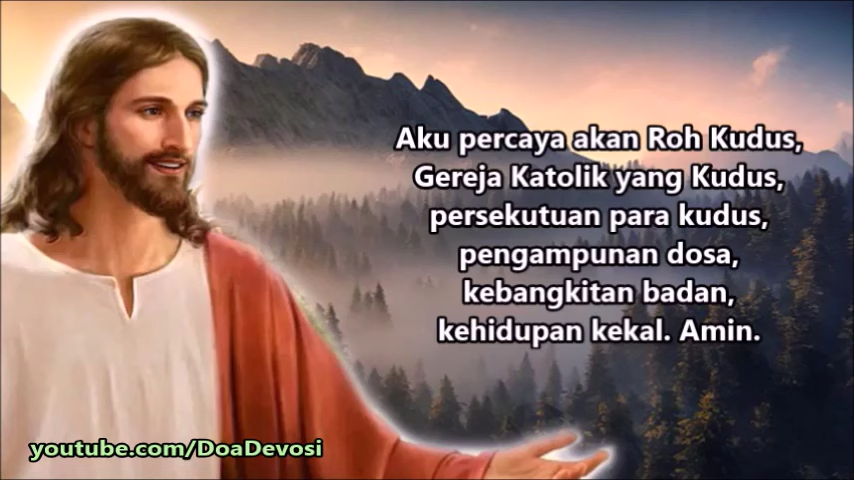 Aku percaya akan Roh Kudus,
Gereja Katolik yang Kudus,
persekutuan para kudus,
pengampunan dosa,
kebangkitan badan,
kehidupan kekal. Amin.
youtube.com/DoaDevosi